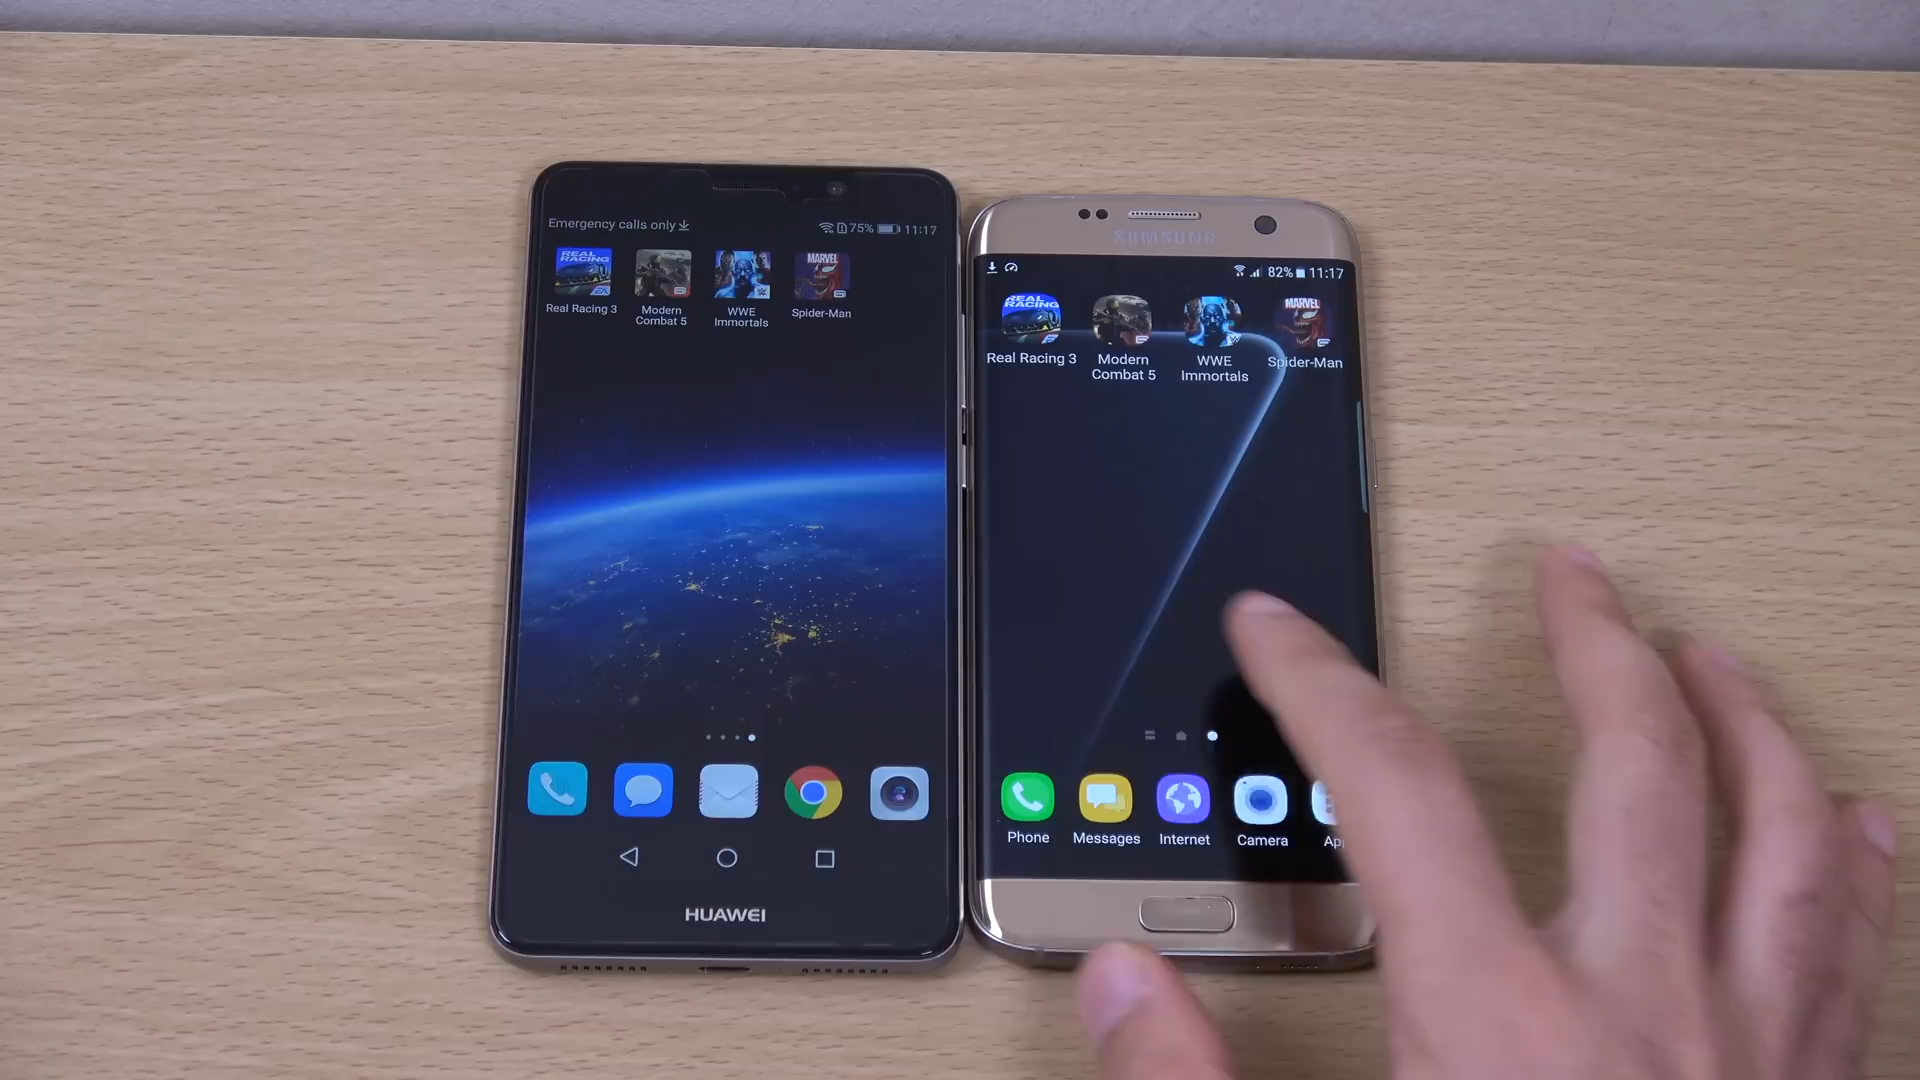 Emergency calls only
75% 11:17
REAL RACING
MARVEL
Real Racing 3
Modern Combat 5
WWE Immortals
Spider-Man
HUAWEI
SAMSUNG
82% 11:17
REAL RACING
MARVEL
Real Racing 3
Modern
Combat 5
WWE
Immortals
Spider-Man
Phone
Messages
Internet
Camera